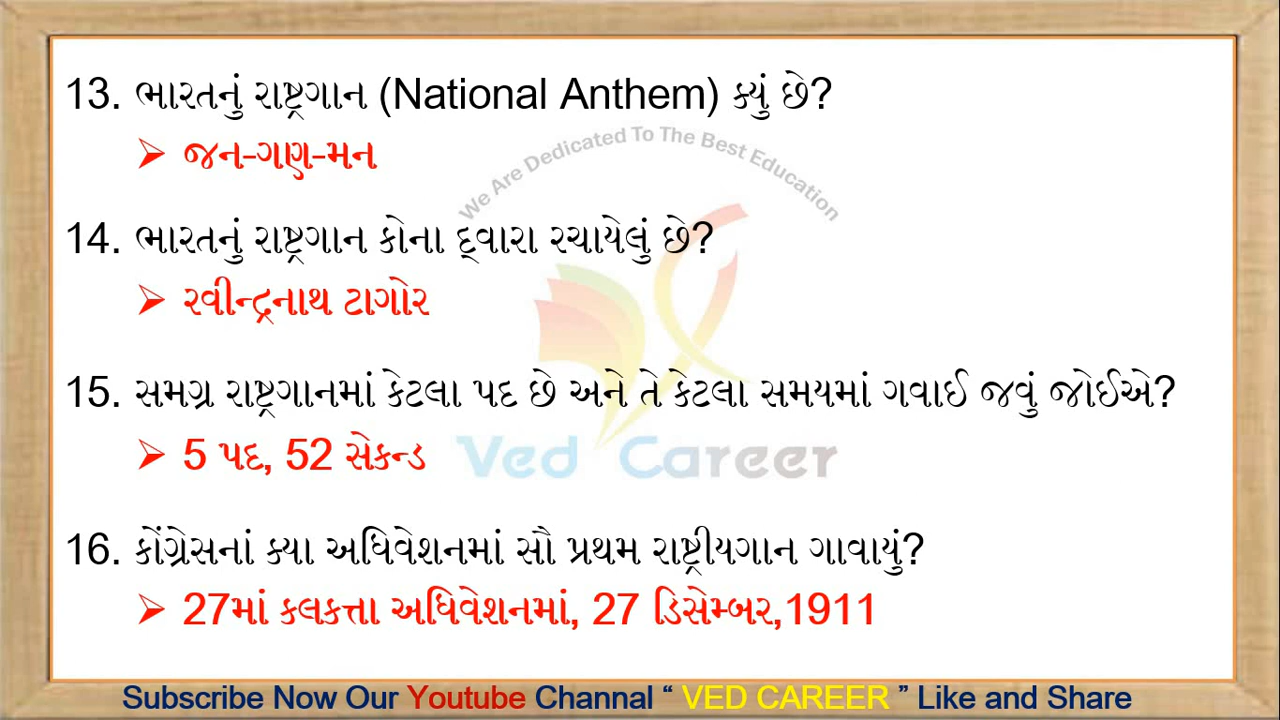 13. ભારતનું રાષ્ટ્રગાન (National Anthem) ક્યું છે?
➢ જન-ગણ-મન
We Are Dedicated To The Best Education
14. ભારતનું રાષ્ટ્રગાન કોના દ્વારા રચાયેલું છે?
➢ રવીન્દ્રનાથ ટાગોર
15. સમગ્ર રાષ્ટ્રગાનમાં કેટલા પદ છે અને તે કેટલા સમયમાં ગવાઈ જવું જોઈએ?
➢ 5 પદ, 52 સેકન્ડ
Ved Career
16. કોંગ્રેસનાં ક્યા અધિવેશનમાં સૌ પ્રથમ રાષ્ટ્રીયગાન ગાવાયું?
➢ 27માં કલકત્તા અધિવેશનમાં, 27 ડિસેમ્બર,1911
Subscribe Now Our Youtube Channal “ VED CAREER ” Like and Share